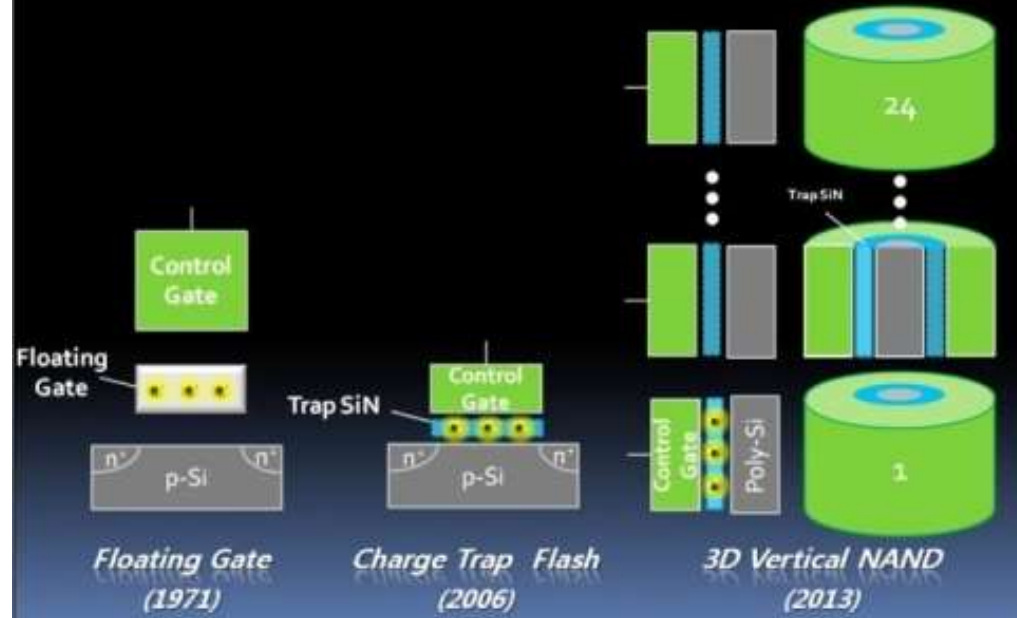 Control
Gate
Floating
Gate
n⁺
n⁺
p-Si
Floating Gate
(1971)
Control
Gate
Trap SiN
n⁺
n⁺
p-Si
Charge Trap Flash
(2006)
24
Trap SiN
Control
Gate
Poly-Si
1
3D Vertical NAND
(2013)